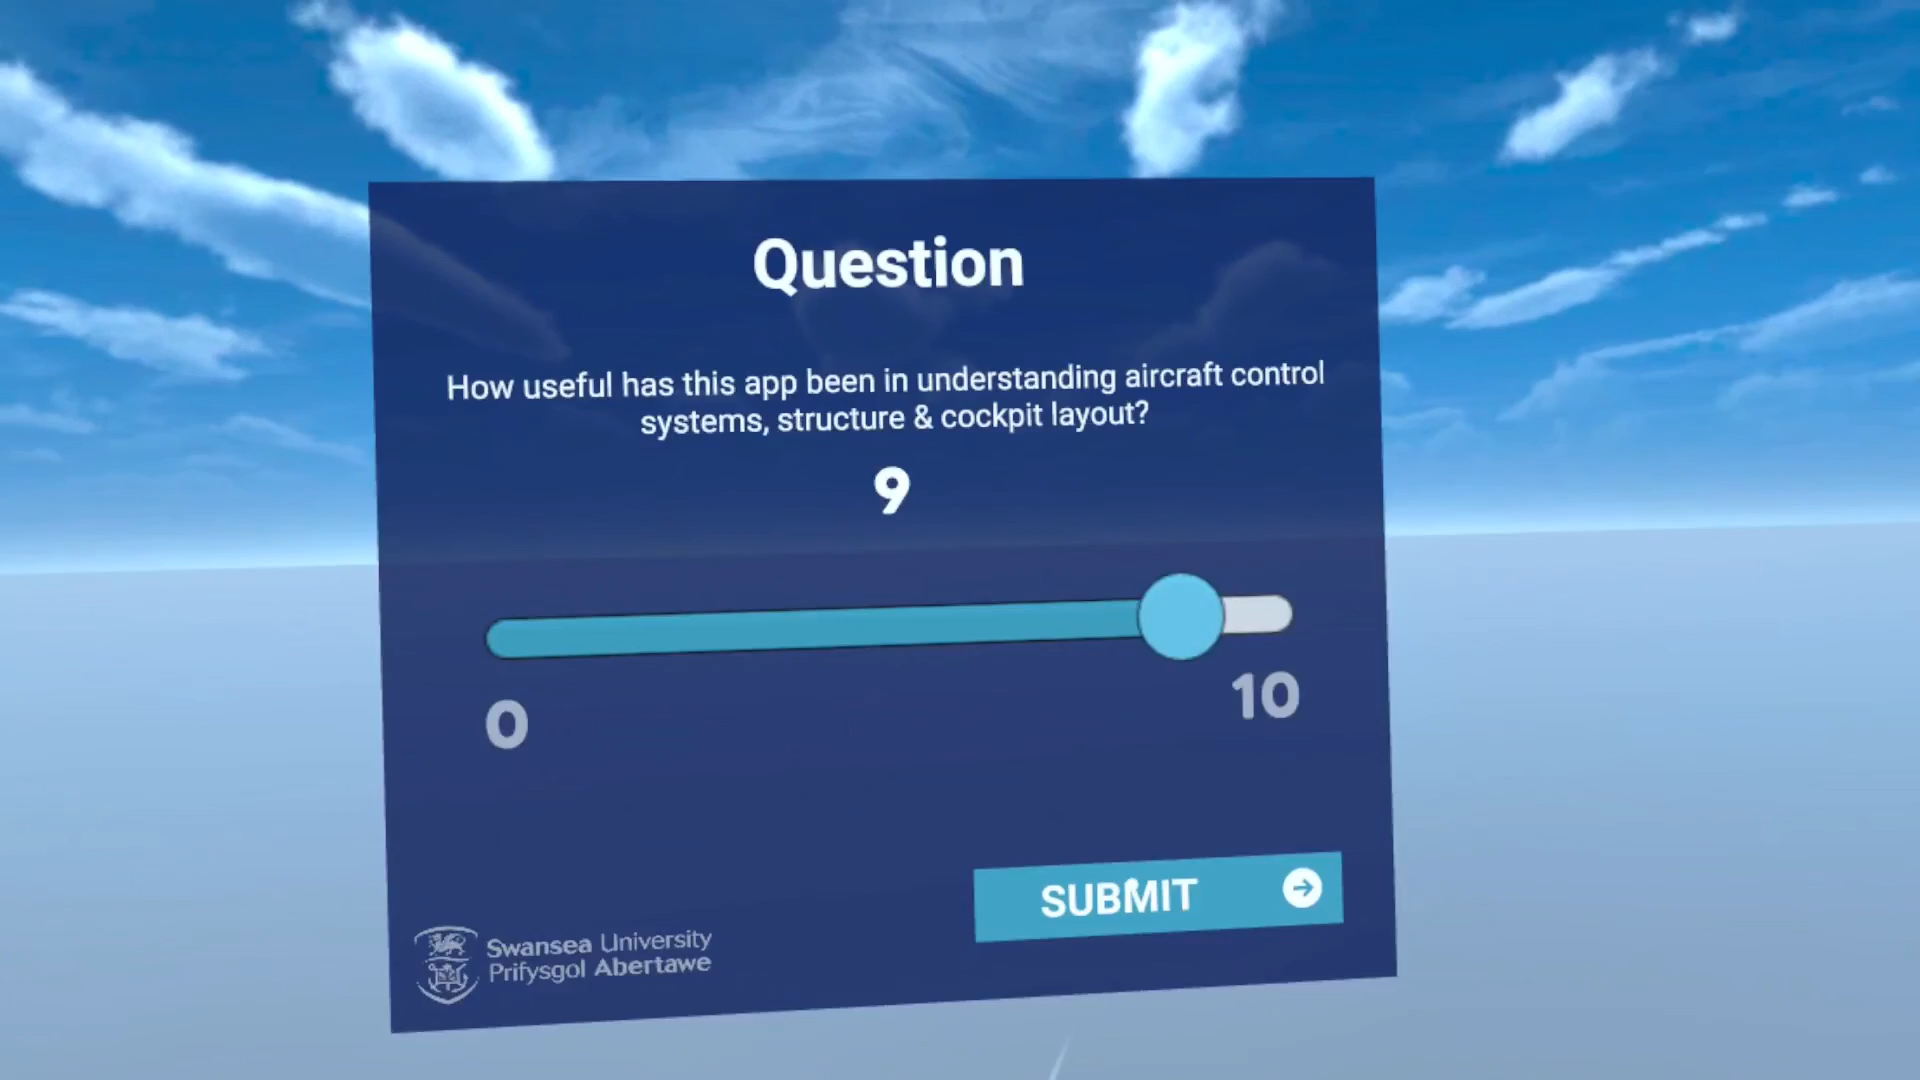 Question
How useful has this app been in understanding aircraft control
systems, structure & cockpit layout?
9
0
10
SUBMIT
Swansea University
Prifysgol Abertawe